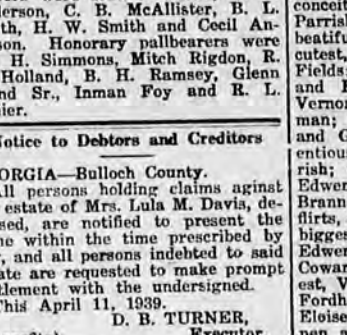 erson, C. B. McAllister, B. L.
th, H. W. Smith and Cecil An-
son. Honorary pallbearers were
H. Simmons, Mitch Rigdon, R.
Holland, B. H. Ramsey, Glenn
nd Sr., Inman Foy and R. L.
ier.
otice to Debtors and Creditors
ORGIA—Bulloch County.
All persons holding claims aginst
estate of Mrs. Lula M. Davis, de-
sed, are notified to present the
ne within the time prescribed by
, and all persons indebted to said
ate are requested to make prompt
tlement with the undersigned.
This April 11, 1939.
D. B. TURNER,
Executor
conceit
Parrish
beatifu
cutest,
Fields:
and F
Vernon
man;
and G
entious
rish;
Edwer
Brann
flirts,
bigges
Edwer
Cowar
est, V
Fordh
Eloise